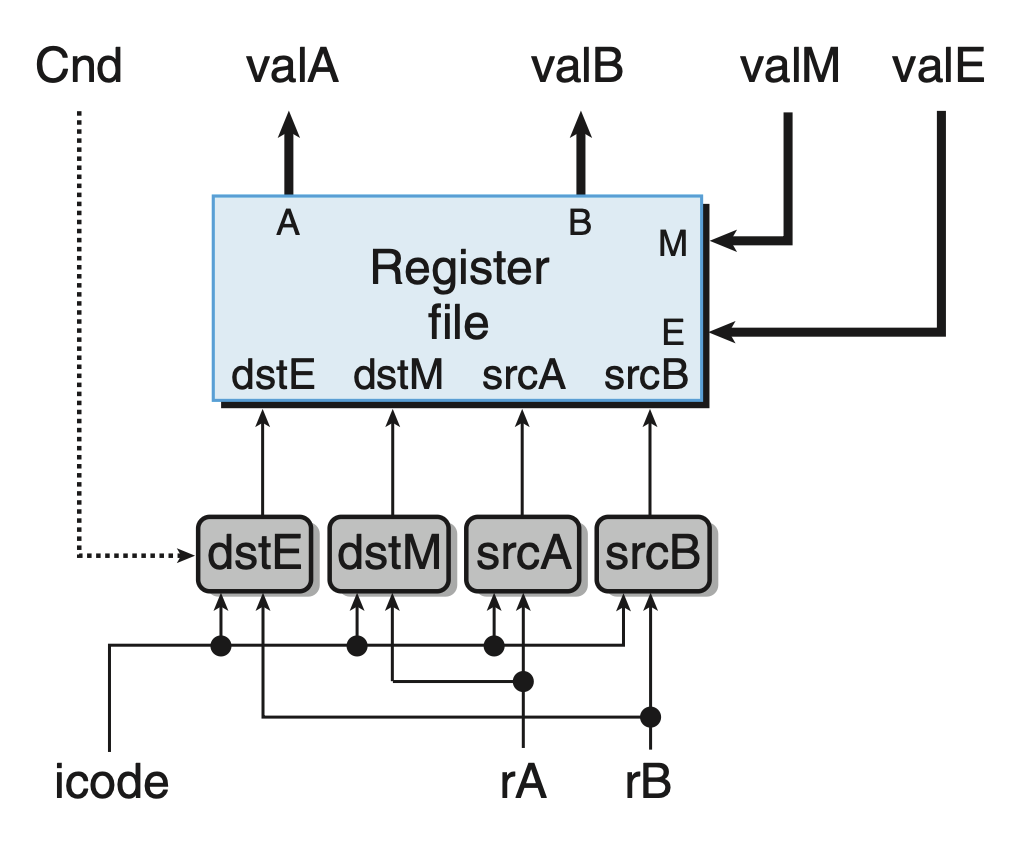 Cnd valA valB valM valE
A B
M
Register
file
E
dstE dstM srcA srcB
dstE dstM srcA srcB
icode rA rB